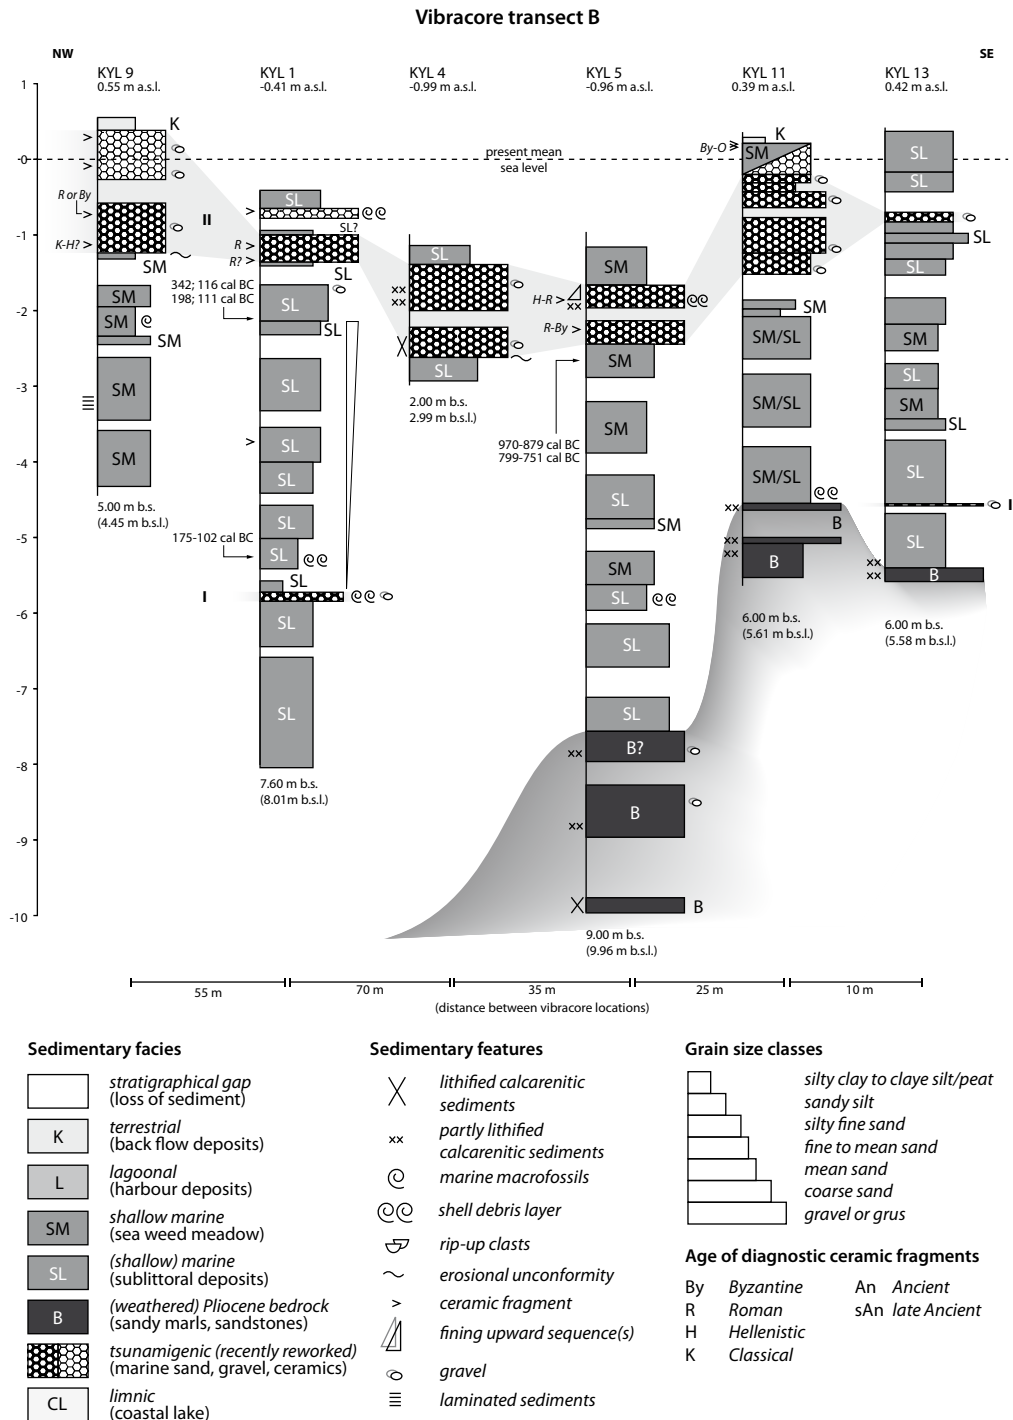 Vibracore transect B
NW
SE
KYL 9
0.55 m a.s.l.
KYL 1
-0.41 m a.s.l.
KYL 4
-0.99 m a.s.l.
KYL 5
-0.96 m a.s.l.
KYL 11
0.39 m a.s.l.
KYL 13
0.42 m a.s.l.
1
0
-1
-2
-3
-4
-5
-6
-7
-8
-9
-10
present mean
sea level
K
R or By
K-H?
SM
SM
SM
SM
SM
SM
5.00 m b.s.
(4.45 m b.s.l.)
II
SL
SL?
R
R?
SL
342; 116 cal BC
198; 111 cal BC
SL
SL
SL
SL
SL
SL
175-102 cal BC
SL
SL
I
SL
SL
7.60 m b.s.
(8.01m b.s.l.)
SL
SL
2.00 m b.s.
2.99 m b.s.l.)
SM
H-R
R-By
SM
970-879 cal BC
799-751 cal BC
SM
SL
SM
SM
SL
SL
SL
B?
B
B
9.00 m b.s.
(9.96 m b.s.l.)
K
By-O
SM
SM
SM/SL
SM/SL
SM/SL
B
B
6.00 m b.s.
(5.61 m b.s.l.)
SL
SL
SL
SL
SM
SL
SM
SL
SL
I
SL
B
6.00 m b.s.
(5.58 m b.s.l.)
55 m
70 m
35 m
25 m
10 m
(distance between vibracore locations)
Sedimentary facies
stratigraphical gap
(loss of sediment)
K
terrestrial
(back flow deposits)
L
lagoonal
(harbour deposits)
SM
shallow marine
(sea weed meadow)
SL
(shallow) marine
(sublittoral deposits)
B
(weathered) Pliocene bedrock
(sandy marls, sandstones)
tsunamigenic (recently reworked)
(marine sand, gravel, ceramics)
CL
limnic
(coastal lake)
Sedimentary features
lithified calcarenitic
sediments
partly lithified
calcarenitic sediments
marine macrofossils
shell debris layer
rip-up clasts
erosional unconformity
ceramic fragment
fining upward sequence(s)
gravel
laminated sediments
Grain size classes
silty clay to claye silt/peat
sandy silt
silty fine sand
fine to mean sand
mean sand
coarse sand
gravel or grus
Age of diagnostic ceramic fragments
By Byzantine An Ancient
R Roman sAn late Ancient
H Hellenistic
K Classical